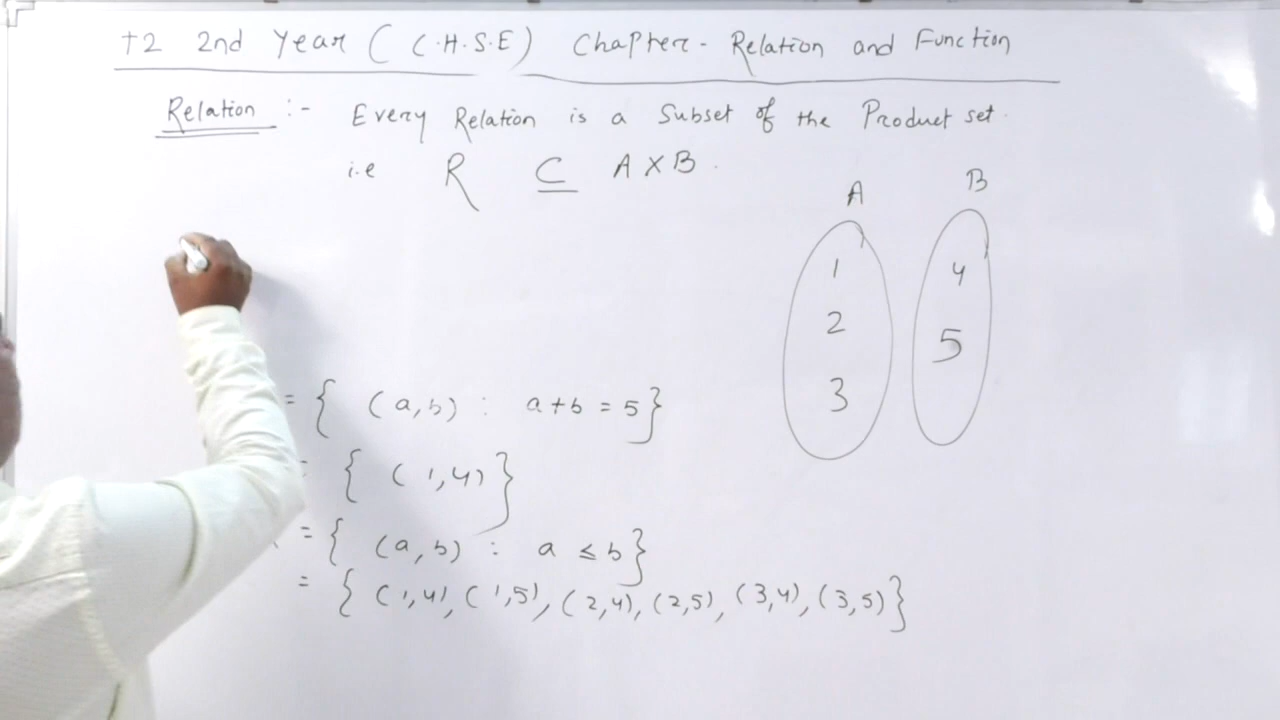 +2 2nd Year ( C.H.S.E) Chapter - Relation and Function
Relation :- Every Relation is a Subset of the Product set.
i.e R ⊆ A×B.
A B
1 4
2 5
3
= { (a,b) : a+b = 5}
= { (1,4)}
= { (a,b) : a ≤ b}
= { (1,4), (1,5), (2,4), (2,5), (3,4), (3,5)}